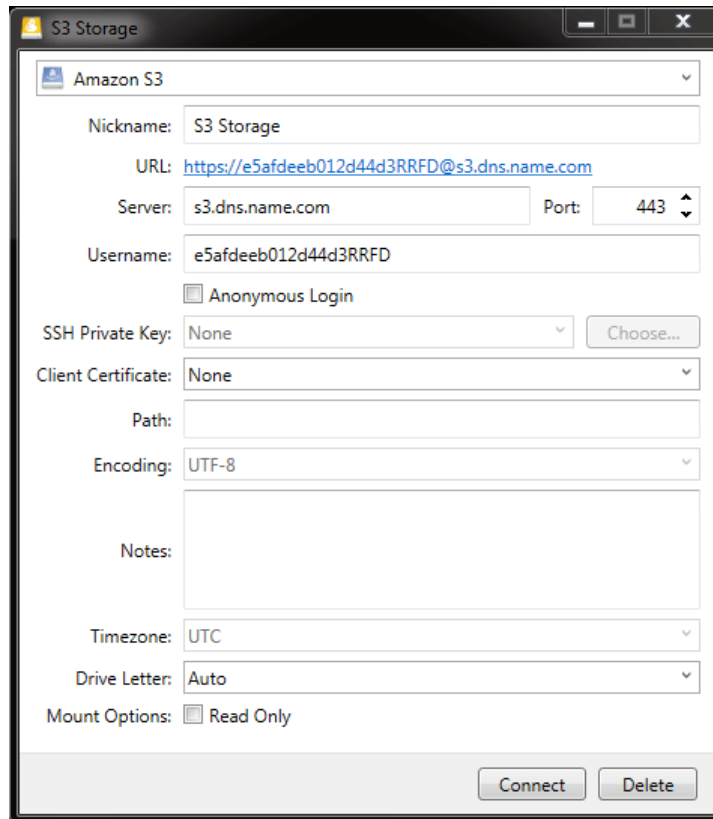 S3 Storage
Amazon S3
Nickname: S3 Storage
URL: https://e5afdeeb012d44d3RRFD@s3.dns.name.com
Server: s3.dns.name.com Port: 443
Username: e5afdeeb012d44d3RRFD
Anonymous Login
SSH Private Key: None Choose...
Client Certificate: None
Path:
Encoding: UTF-8
Notes:
Timezone: UTC
Drive Letter: Auto
Mount Options: Read Only
Connect Delete